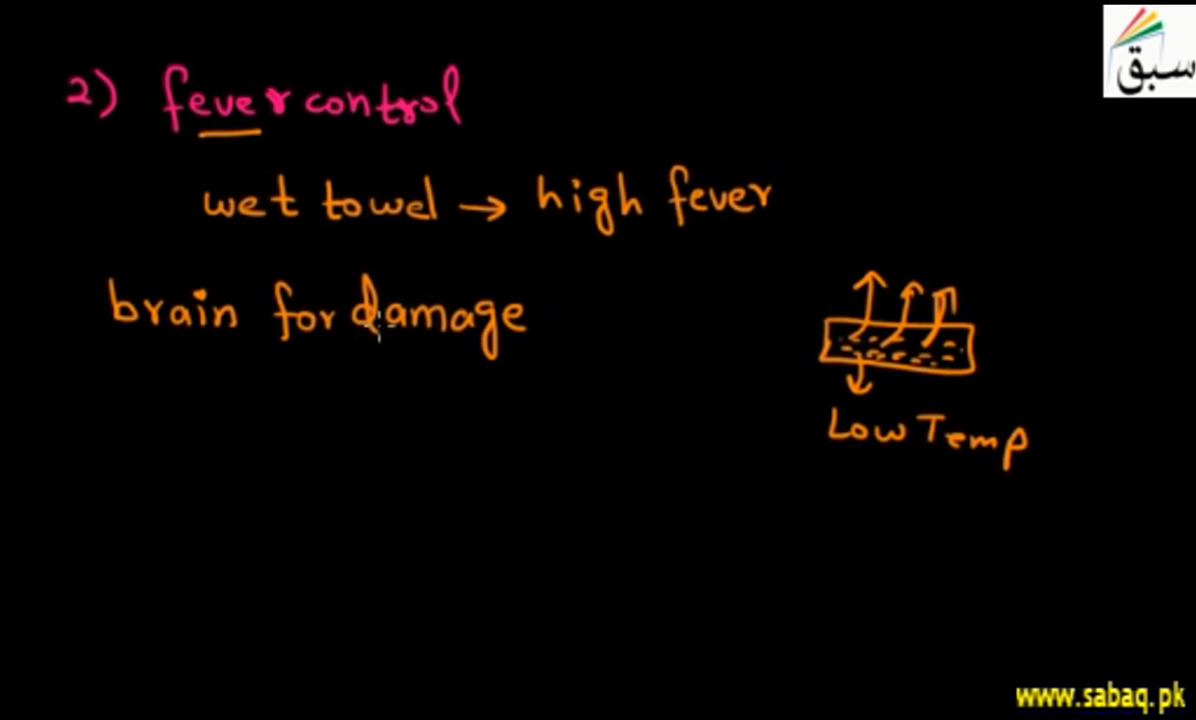 سبق
2) fever control
wet towel → high fever
brain for damage
Low Temp
www.sabaq.pk